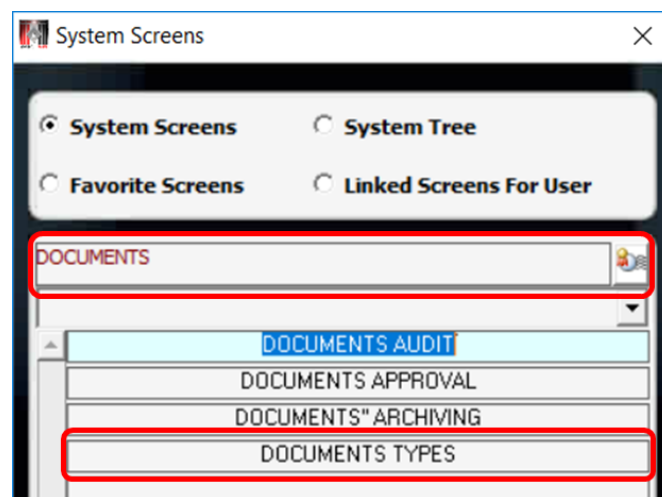 System Screens
System Screens
System Tree
Favorite Screens
Linked Screens For User
DOCUMENTS
DOCUMENTS AUDIT
DOCUMENTS APPROVAL
DOCUMENTS" ARCHIVING
DOCUMENTS TYPES